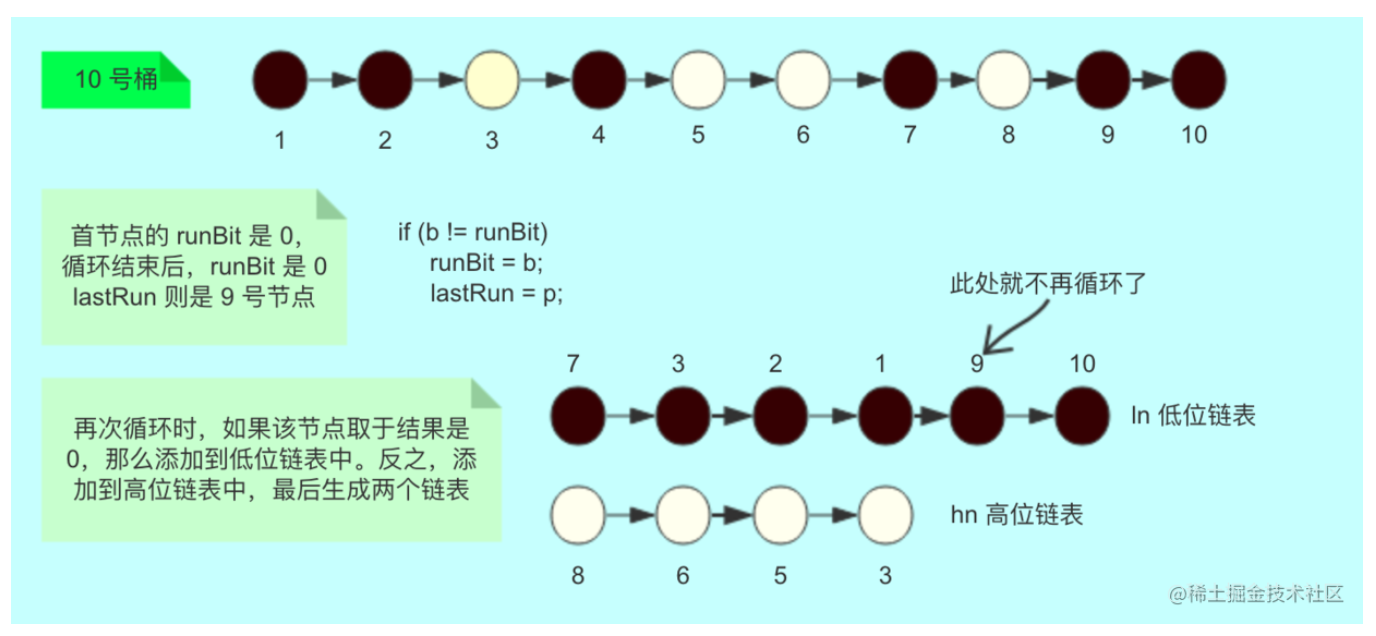 10 号桶
1 2 3 4 5 6 7 8 9 10
首节点的 runBit 是 0，
循环结束后，runBit 是 0
lastRun 则是 9 号节点
if (b != runBit)
runBit = b;
lastRun = p;
此处就不再循环了
7 3 2 1 9 10
ln 低位链表
再次循环时，如果该节点取于结果是
0，那么添加到低位链表中。反之，添
加到高位链表中，最后生成两个链表
hn 高位链表
8 6 5 3
@稀土掘金技术社区